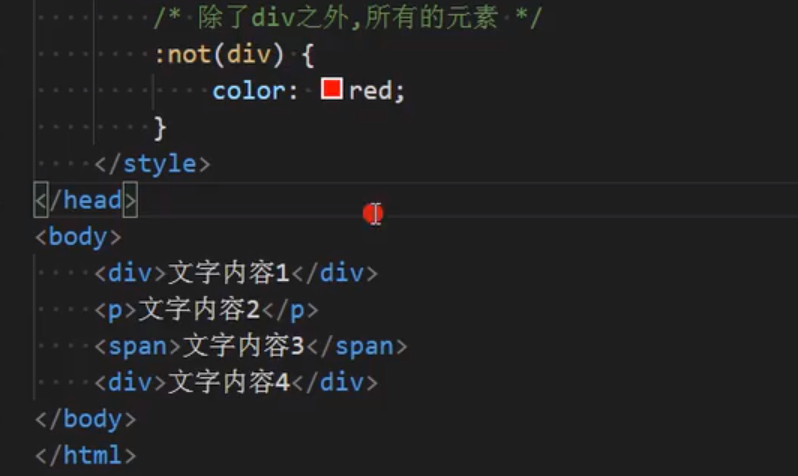 /* 除了div之外,所有的元素 */
:not(div) {
color: red;
}
</style>
</head>
<body>
<div>文字内容1</div>
<p>文字内容2</p>
<span>文字内容3</span>
<div>文字内容4</div>
</body>
</html>